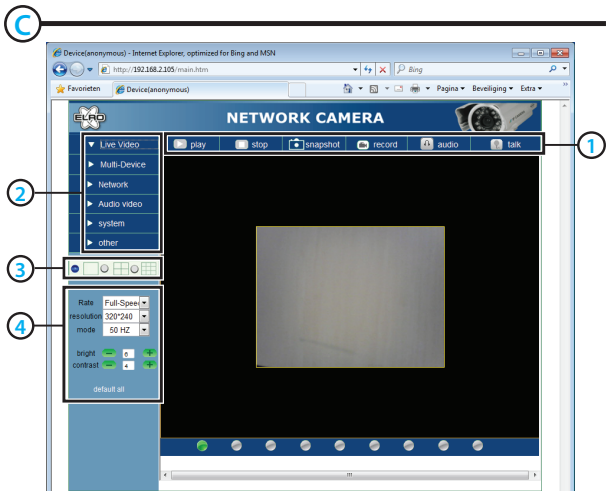 C
Device(anonymous) - Internet Explorer, optimized for Bing and MSN
http://192.168.2.105/main.htm
Bing
Favorieten
Device(anonymous)
Pagina
Beveiliging
Extra
»
ELRO
NETWORK CAMERA
play
stop
snapshot
record
audio
talk
1
Live Video
Multi-Device
Network
Audio video
system
other
2
3
4
Rate
Full-Speed
resolution
320*240
mode
50 HZ
bright
6
contrast
4
default all